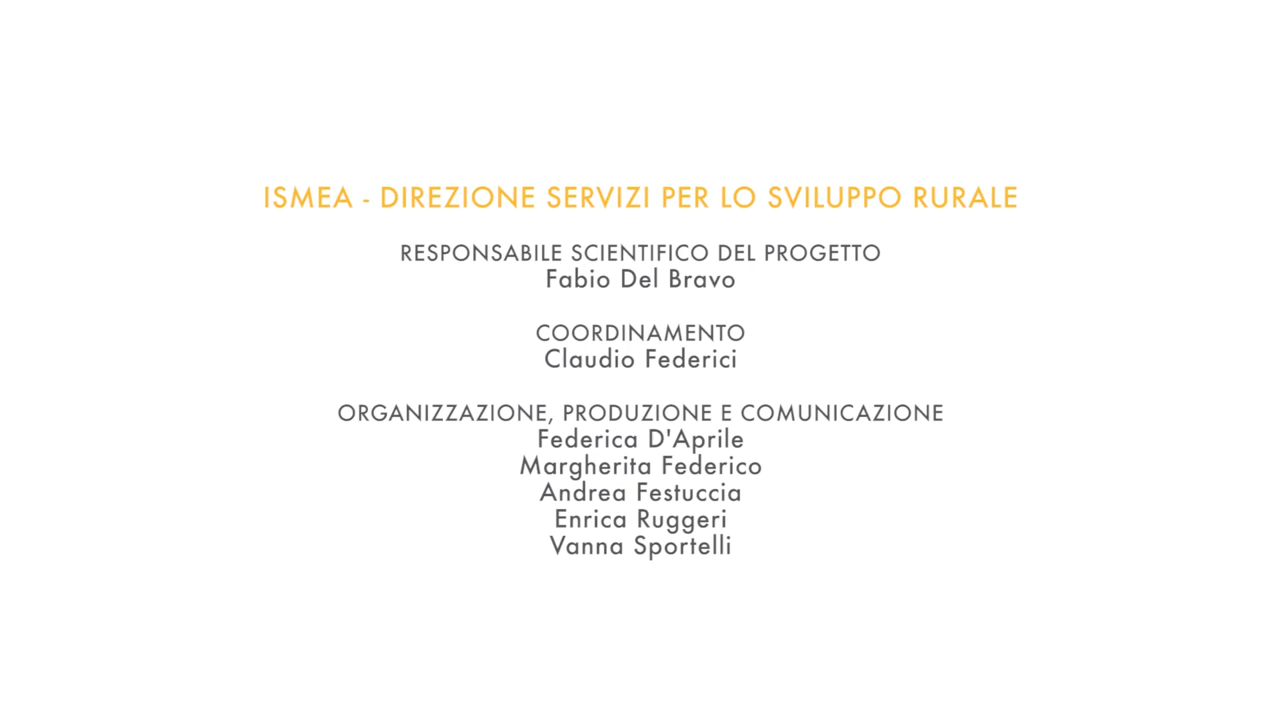 ISMEA - DIREZIONE SERVIZI PER LO SVILUPPO RURALE
RESPONSABILE SCIENTIFICO DEL PROGETTO
Fabio Del Bravo
COORDINAMENTO
Claudio Federici
ORGANIZZAZIONE, PRODUZIONE E COMUNICAZIONE
Federica D'Aprile
Margherita Federico
Andrea Festuccia
Enrica Ruggeri
Vanna Sportelli